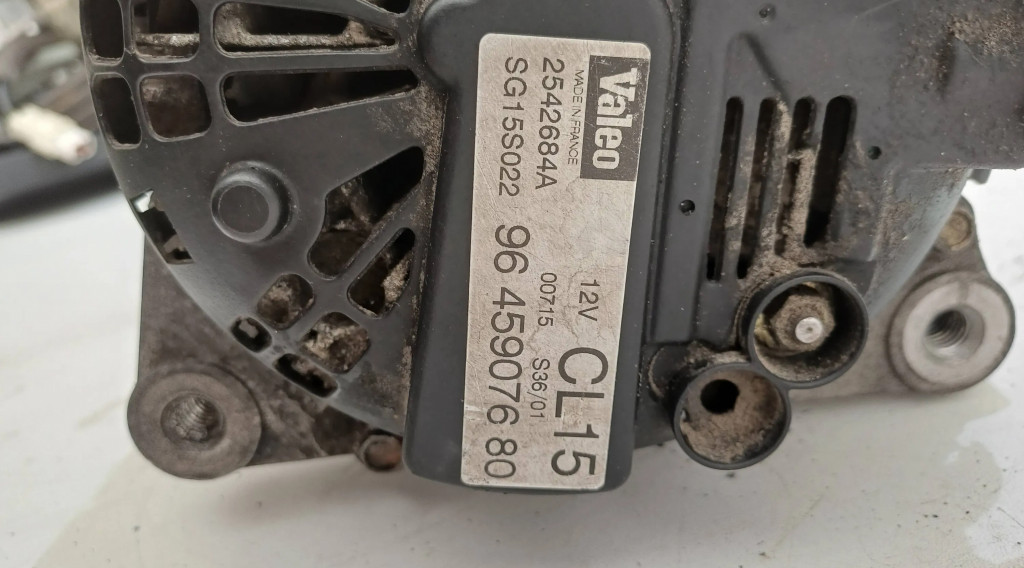 Valeo
MADE IN FRANCE
2542684A 12V CL15
SG15S022 00715 S36/01
96 459076 80